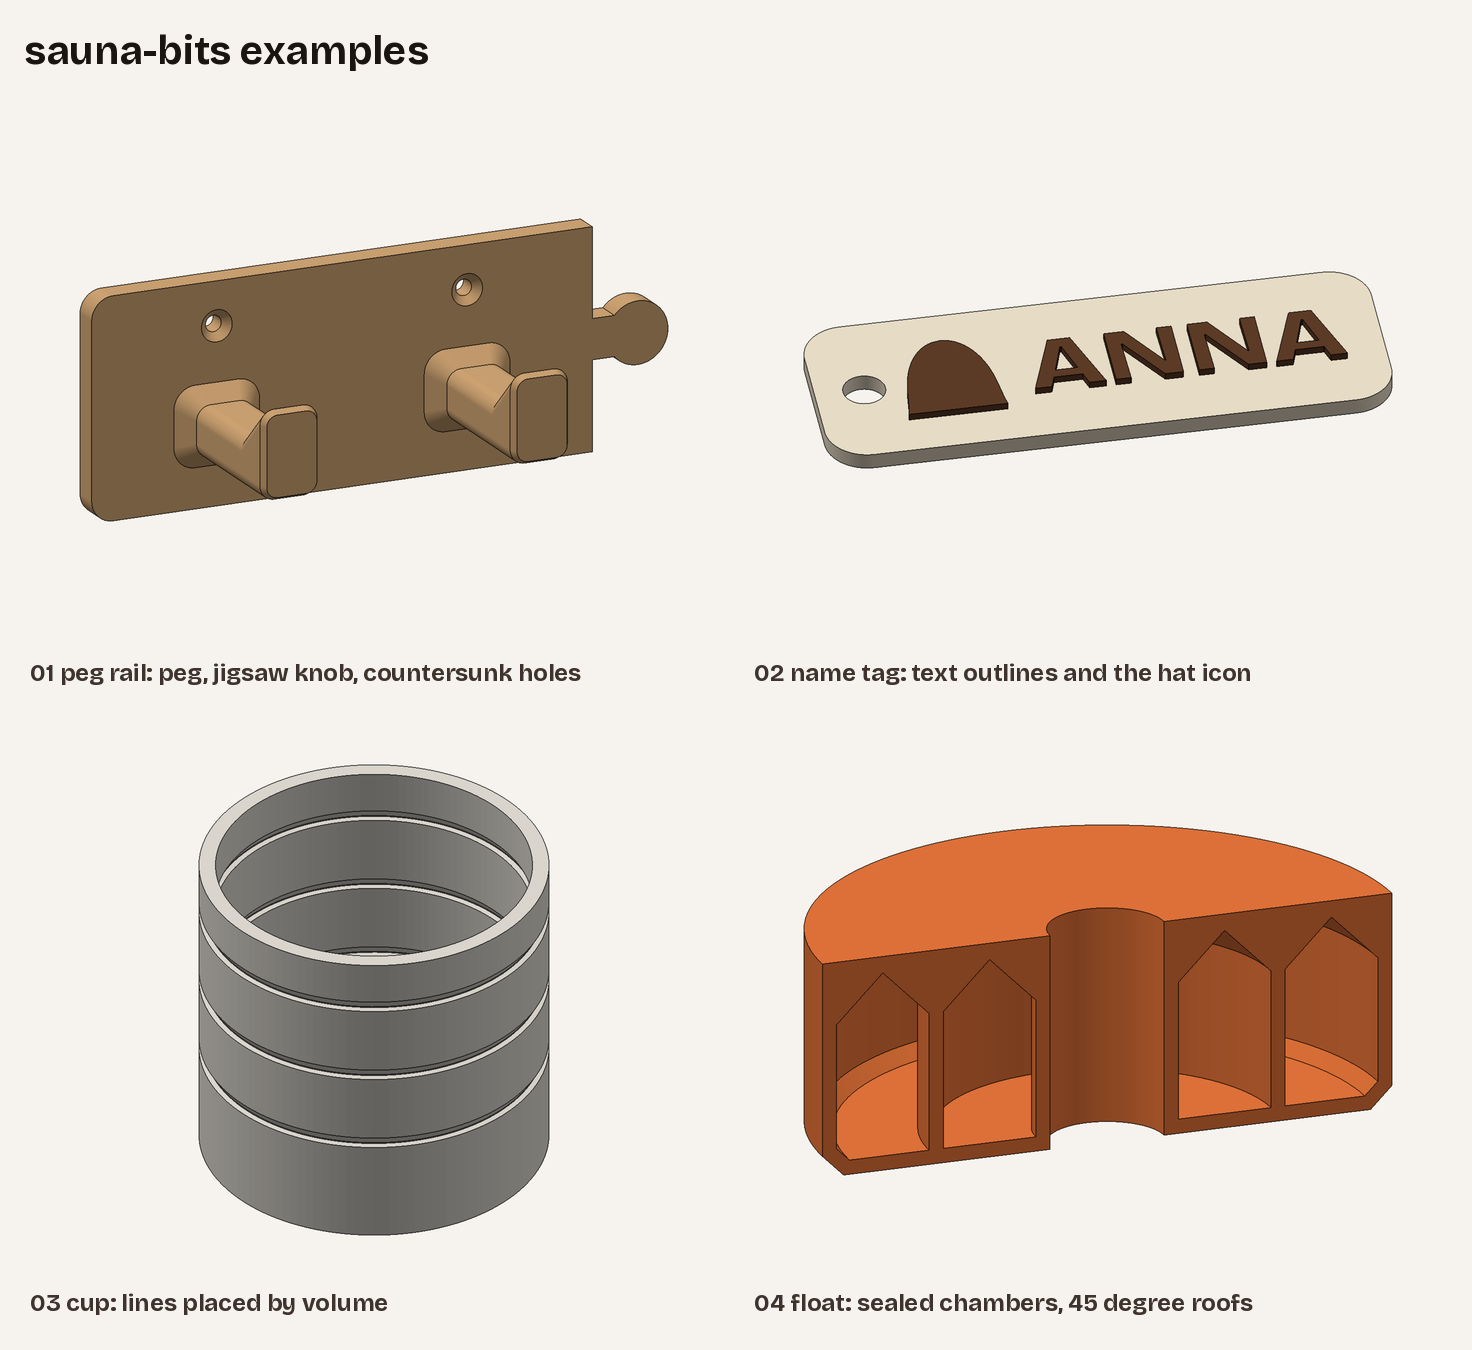 sauna-bits examples
ANNA
01 peg rail: peg, jigsaw knob, countersunk holes
02 name tag: text outlines and the hat icon
03 cup: lines placed by volume
04 float: sealed chambers, 45 degree roofs